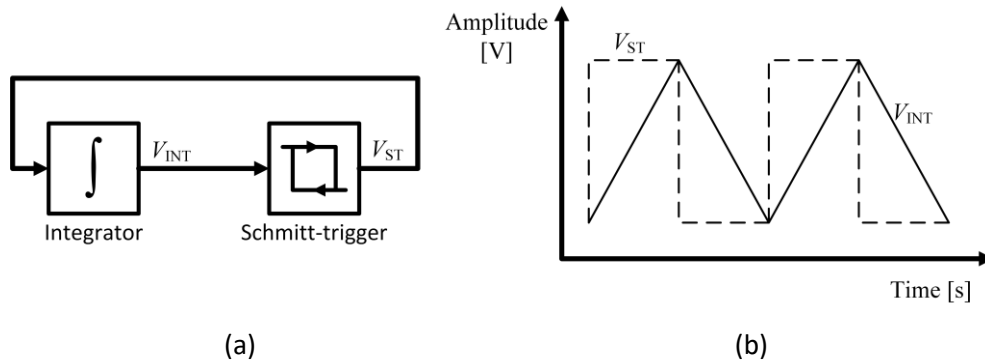 V_INT
V_ST
∫
Integrator
Schmitt-trigger
(a)
Amplitude
[V]
V_ST
V_INT
Time [s]
(b)